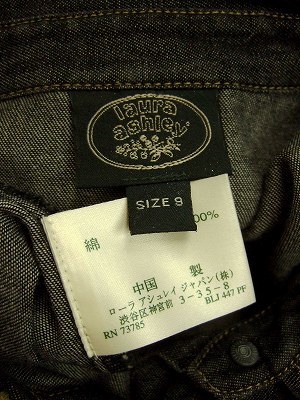 laura
ashley
SIZE 9
綿 100%
中国 製
ローラ アシュレイ ジャパン(株)
渋谷区神宮前 3-35-8
RN 73785 BLJ 447 PF